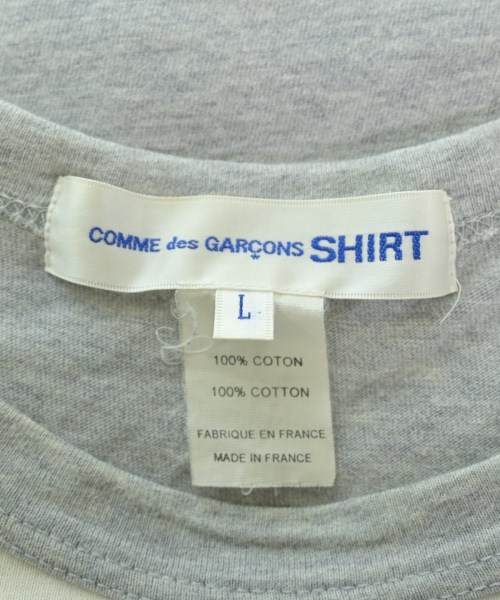 COMME des GARÇONS SHIRT
L
100% COTON
100% COTTON
FABRIQUE EN FRANCE
MADE IN FRANCE